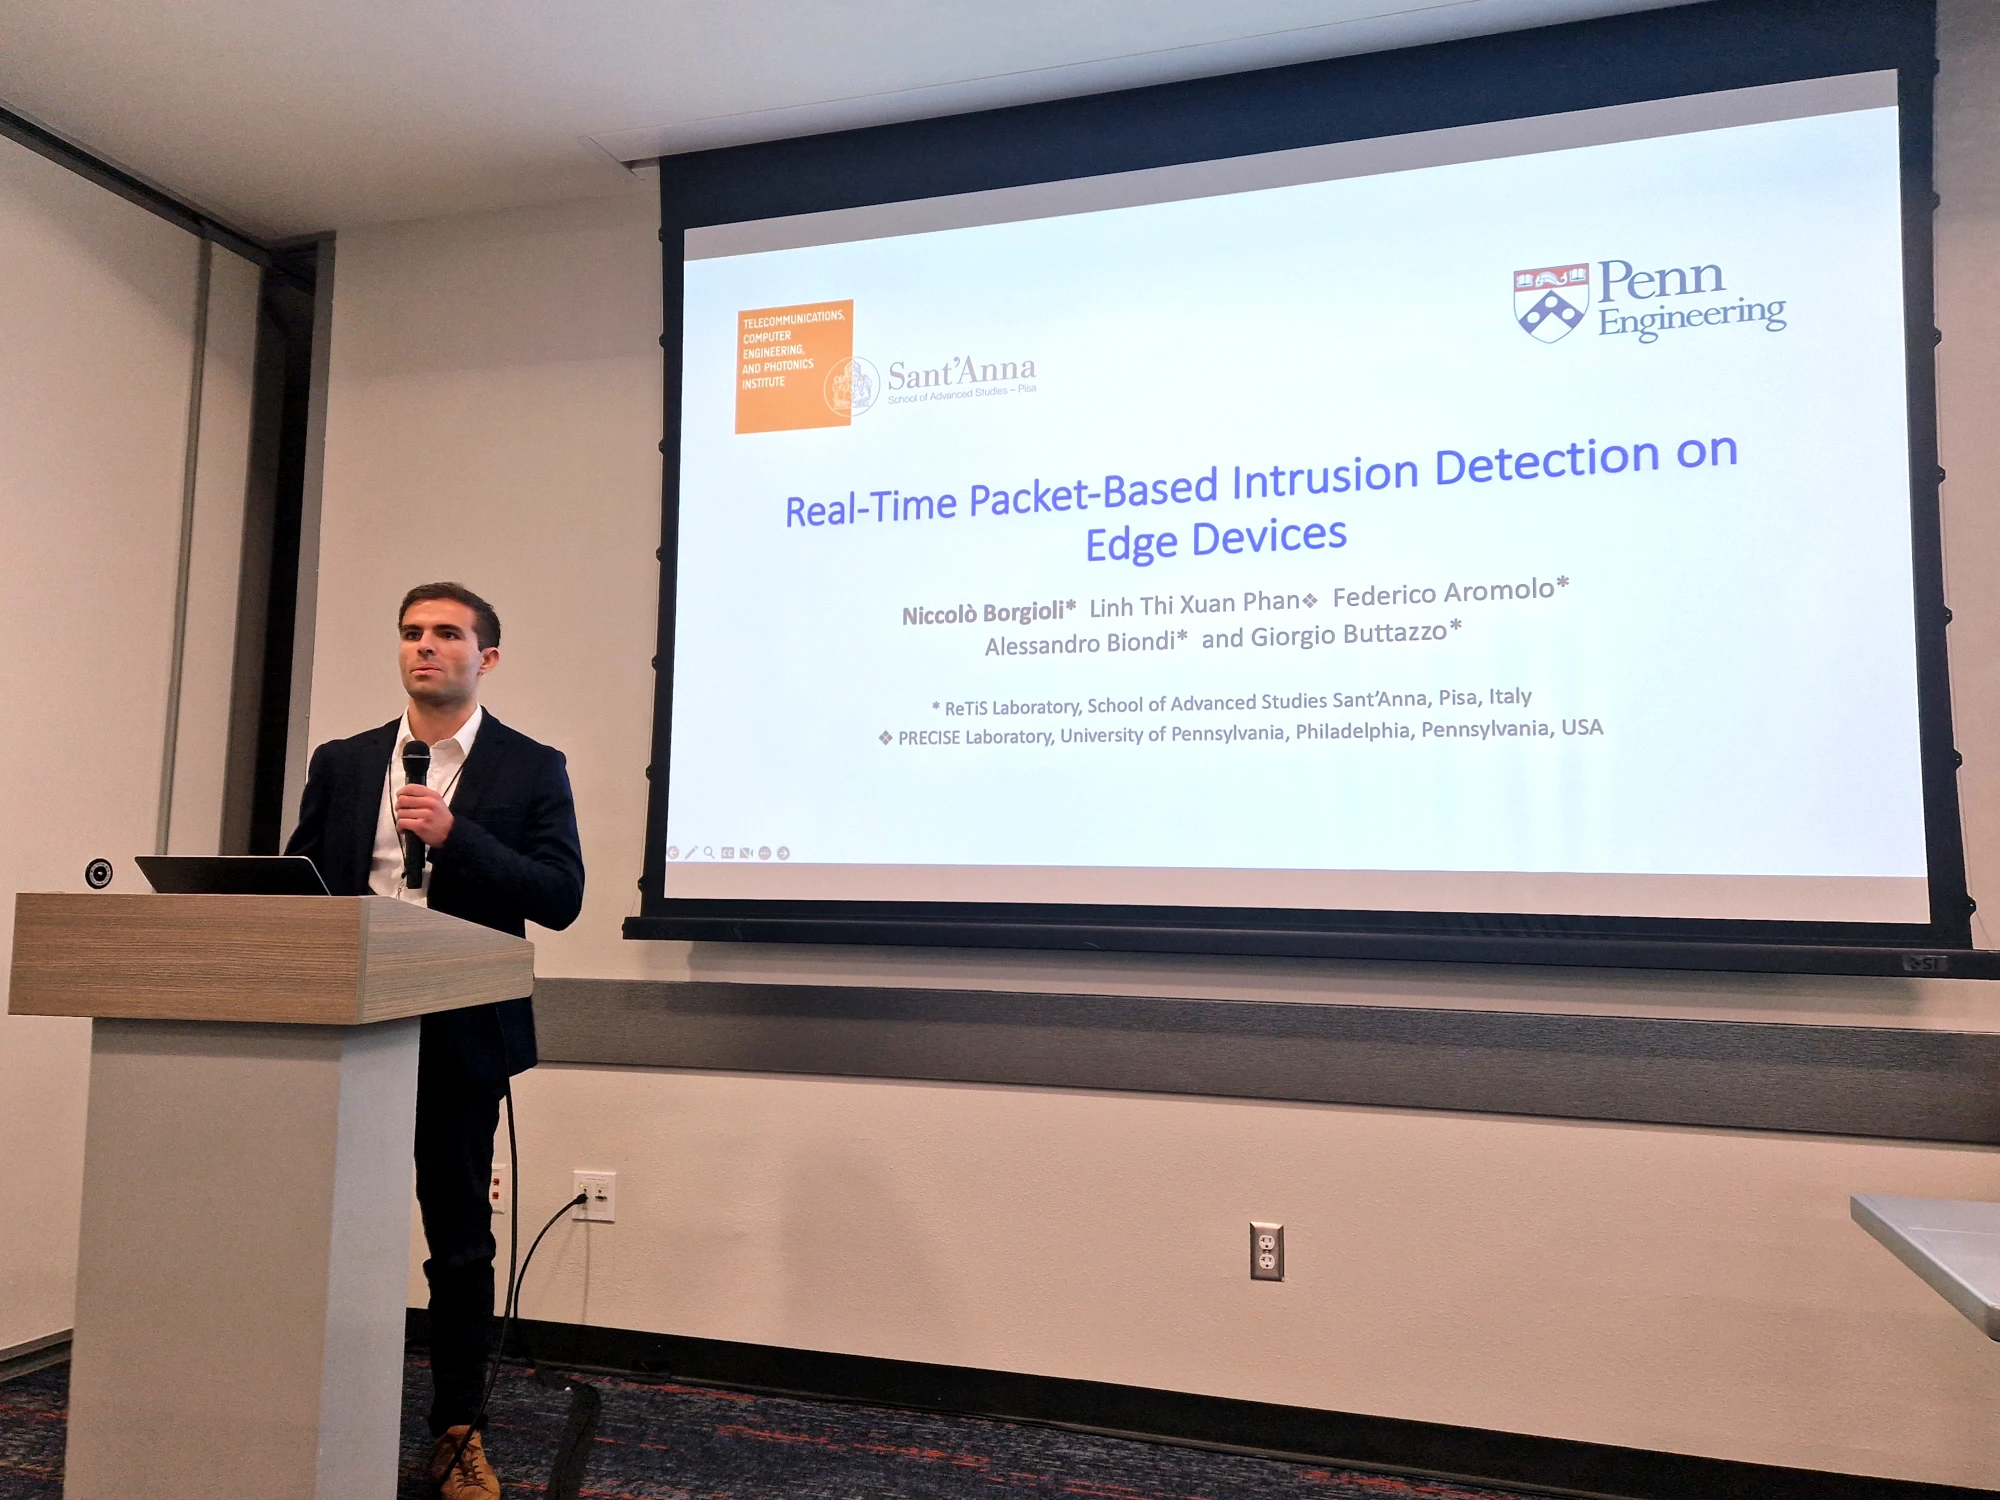 TELECOMMUNICATIONS,
COMPUTER
ENGINEERING,
AND PHOTONICS
INSTITUTE
Sant'Anna
School of Advanced Studies – Pisa
Penn
Engineering
Real-Time Packet-Based Intrusion Detection on
Edge Devices
Niccolò Borgioli* Linh Thi Xuan Phan❖ Federico Aromolo*
Alessandro Biondi* and Giorgio Buttazzo*
* ReTiS Laboratory, School of Advanced Studies Sant'Anna, Pisa, Italy
❖ PRECISE Laboratory, University of Pennsylvania, Philadelphia, Pennsylvania, USA
CC